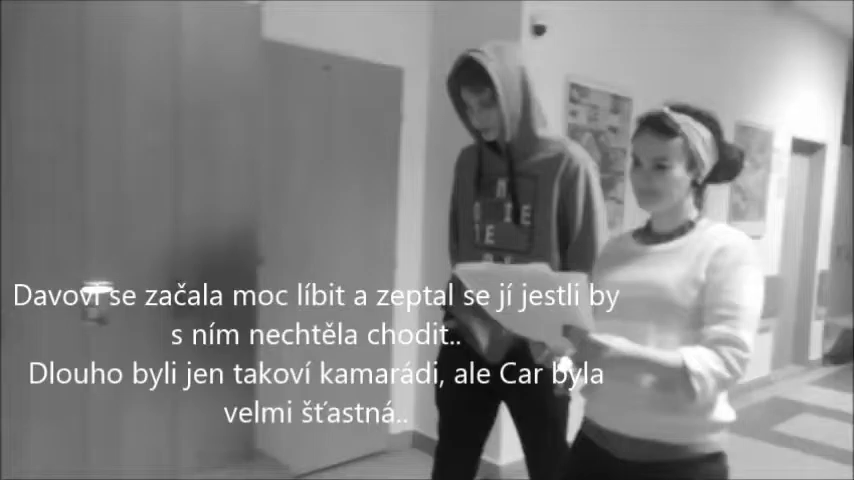 Davovi se začala moc líbit a zeptal se jí jestli by
s ním nechtěla chodit..
Dlouho byli jen takoví kamarádi, ale Car byla
velmi šťastná..